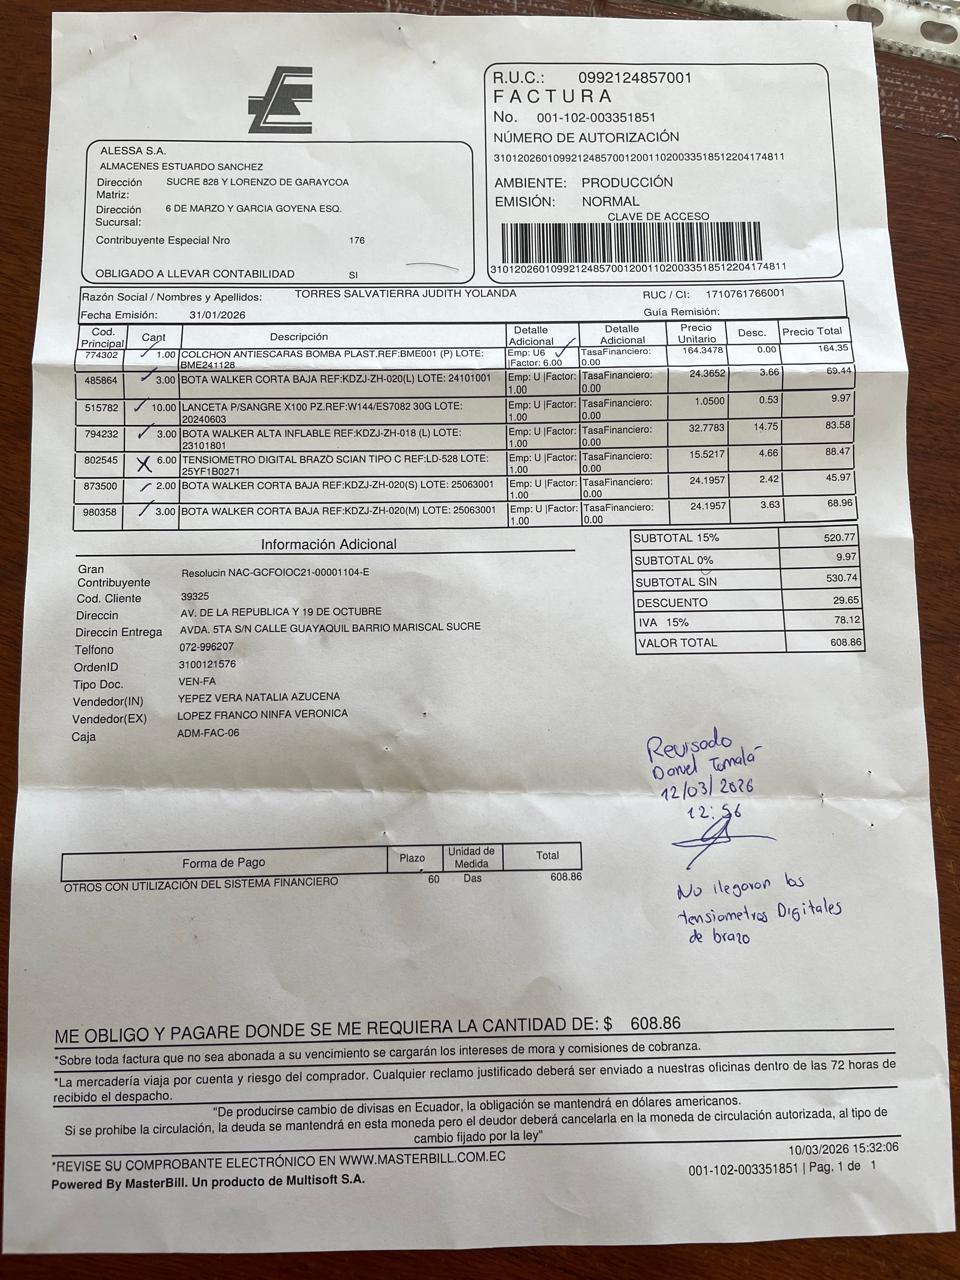 R.U.C.: 0992124857001
FACTURA
No. 001-102-003351851
NÚMERO DE AUTORIZACIÓN
3101202601099212485700120011020033518512204174811
AMBIENTE: PRODUCCIÓN
EMISIÓN: NORMAL
CLAVE DE ACCESO
3101202601099212485700120011020033518512204174811
ALESSA S.A.
ALMACENES ESTUARDO SANCHEZ
Dirección Matriz: SUCRE 828 Y LORENZO DE GARAYCOA
Dirección Sucursal: 6 DE MARZO Y GARCIA GOYENA ESQ.
Contribuyente Especial Nro 176
OBLIGADO A LLEVAR CONTABILIDAD SI
Razón Social / Nombres y Apellidos: TORRES SALVATIERRA JUDITH YOLANDA RUC / CI: 1710761766001
Fecha Emisión: 31/01/2026 Guía Remisión:
Cod. Principal Cant Descripción Detalle Adicional Detalle Adicional Precio Unitario Desc. Precio Total
774302 1.00 COLCHON ANTIESCARAS BOMBA PLAST.REF:BME001 (P) LOTE: BME241128 Emp: U6 |Factor: 6.00 TasaFinanciero: 0.00 164.3478 0.00 164.35
485864 3.00 BOTA WALKER CORTA BAJA REF:KDZJ-ZH-020(L) LOTE: 24101001 Emp: U |Factor: 1.00 TasaFinanciero: 0.00 24.3652 3.66 69.44
515782 10.00 LANCETA P/SANGRE X100 PZ.REF:W144/ES7082 30G LOTE: 20240603 Emp: U |Factor: 1.00 TasaFinanciero: 0.00 1.0500 0.53 9.97
794232 3.00 BOTA WALKER ALTA INFLABLE REF:KDZJ-ZH-018 (L) LOTE: 23101801 Emp: U |Factor: 1.00 TasaFinanciero: 0.00 32.7783 14.75 83.58
802545 6.00 TENSIOMETRO DIGITAL BRAZO SCIAN TIPO C REF:LD-528 LOTE: 25YF1B0271 Emp: U |Factor: 1.00 TasaFinanciero: 0.00 15.5217 4.66 88.47
873500 2.00 BOTA WALKER CORTA BAJA REF:KDZJ-ZH-020(S) LOTE: 25063001 Emp: U |Factor: 1.00 TasaFinanciero: 0.00 24.1957 2.42 45.97
980358 3.00 BOTA WALKER CORTA BAJA REF:KDZJ-ZH-020(M) LOTE: 25063001 Emp: U |Factor: 1.00 TasaFinanciero: 0.00 24.1957 3.63 68.96
SUBTOTAL 15% 520.77
SUBTOTAL 0% 9.97
SUBTOTAL SIN 530.74
DESCUENTO 29.65
IVA 15% 78.12
VALOR TOTAL 608.86
Información Adicional
Gran Contribuyente Resolucin NAC-GCFOIOC21-00001104-E
Cod. Cliente 39325
Direccin AV. DE LA REPUBLICA Y 19 DE OCTUBRE
Direccin Entrega AVDA. 5TA S/N CALLE GUAYAQUIL BARRIO MARISCAL SUCRE
Telfono 072-996207
OrdenID 3100121576
Tipo Doc. VEN-FA
Vendedor(IN) YEPEZ VERA NATALIA AZUCENA
Vendedor(EX) LOPEZ FRANCO NINFA VERONICA
Caja ADM-FAC-06
Revisado
Daniel Tomalá
12/03/2026
12:56
No llegaron los
tensiometros Digitales
de brazo
Forma de Pago Plazo Unidad de Medida Total
OTROS CON UTILIZACIÓN DEL SISTEMA FINANCIERO 60 Das 608.86
ME OBLIGO Y PAGARE DONDE SE ME REQUIERA LA CANTIDAD DE: $ 608.86
*Sobre toda factura que no sea abonada a su vencimiento se cargarán los intereses de mora y comisiones de cobranza.
*La mercadería viaja por cuenta y riesgo del comprador. Cualquier reclamo justificado deberá ser enviado a nuestras oficinas dentro de las 72 horas de
recibido el despacho.
"De producirse cambio de divisas en Ecuador, la obligación se mantendrá en dólares americanos.
Si se prohibe la circulación, la deuda se mantendrá en esta moneda pero el deudor deberá cancelarla en la moneda de circulación autorizada, al tipo de
cambio fijado por la ley"
*REVISE SU COMPROBANTE ELECTRÓNICO EN WWW.MASTERBILL.COM.EC
Powered By MasterBill. Un producto de Multisoft S.A.
10/03/2026 15:32:06
001-102-003351851 | Pag. 1 de 1